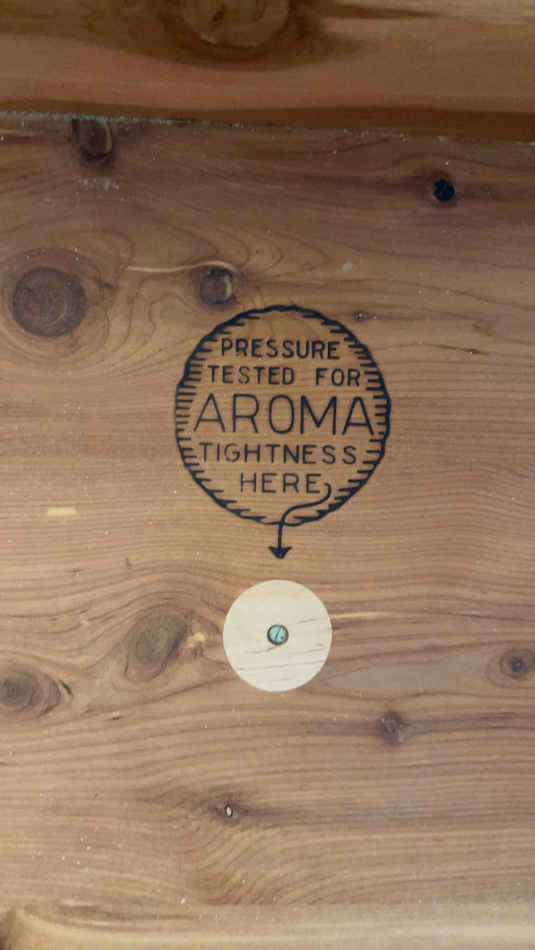 PRESSURE
TESTED FOR
AROMA
TIGHTNESS
HERE